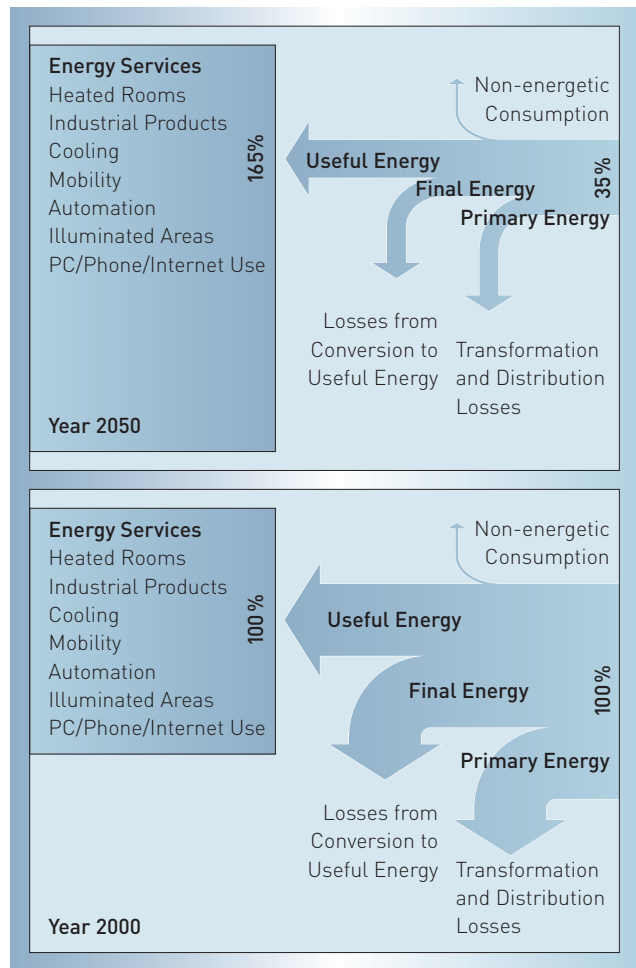 Energy Services
Heated Rooms
Industrial Products
Cooling
Mobility
Automation
Illuminated Areas
PC/Phone/Internet Use
165%
Year 2050
Non-energetic
Consumption
Useful Energy
Final Energy
Primary Energy
35%
Losses from
Conversion to
Useful Energy
Transformation
and Distribution
Losses
Energy Services
Heated Rooms
Industrial Products
Cooling
Mobility
Automation
Illuminated Areas
PC/Phone/Internet Use
100%
Year 2000
Non-energetic
Consumption
Useful Energy
Final Energy
Primary Energy
100%
Losses from
Conversion to
Useful Energy
Transformation
and Distribution
Losses